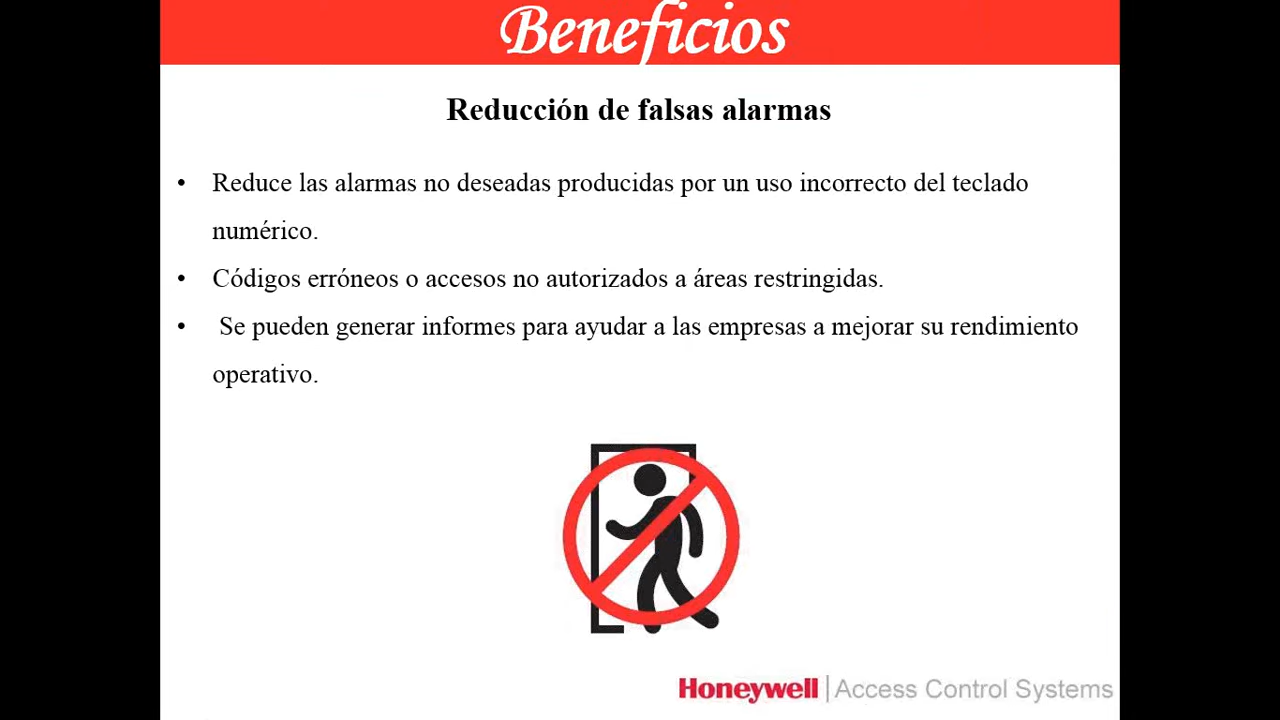 Beneficios
Reducción de falsas alarmas
• Reduce las alarmas no deseadas producidas por un uso incorrecto del teclado
numérico.
• Códigos erróneos o accesos no autorizados a áreas restringidas.
• Se pueden generar informes para ayudar a las empresas a mejorar su rendimiento
operativo.
Honeywell | Access Control Systems